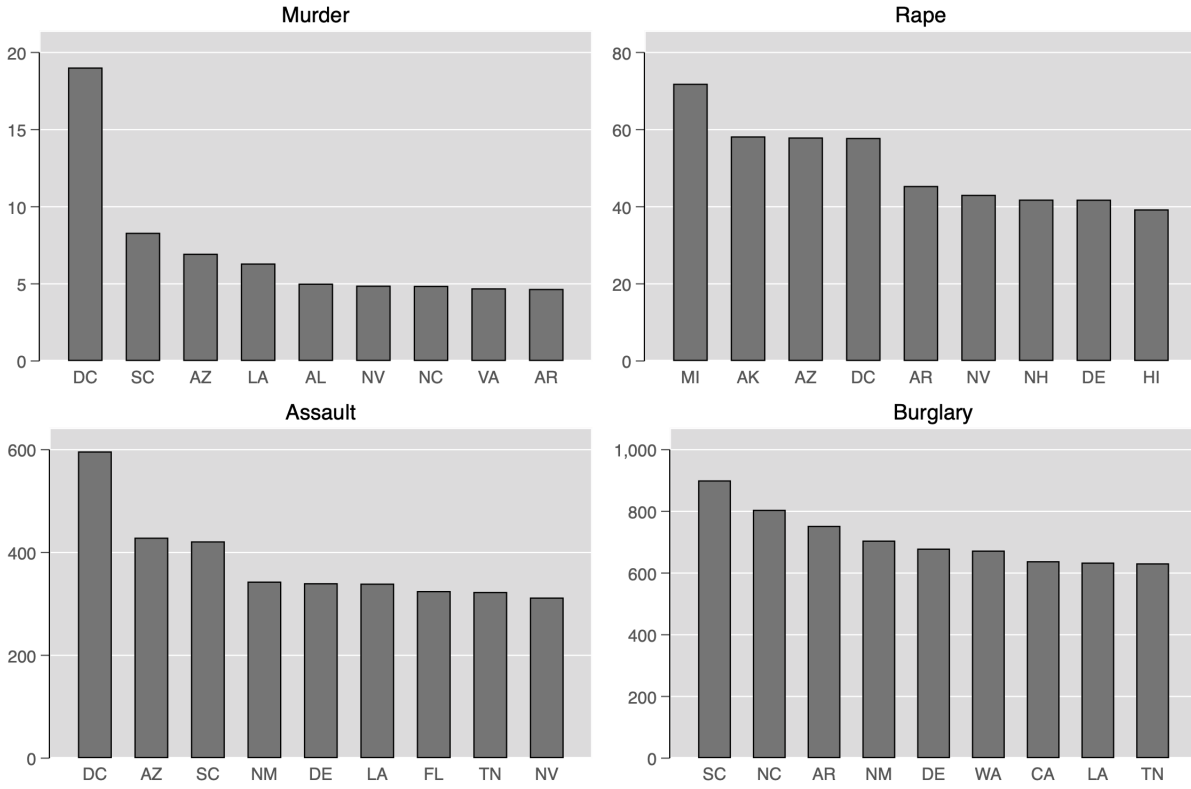 Murder
20
15
10
5
0
DC SC AZ LA AL NV NC VA AR
Rape
80
60
40
20
0
MI AK AZ DC AR NV NH DE HI
Assault
600
400
200
0
DC AZ SC NM DE LA FL TN NV
Burglary
1,000
800
600
400
200
0
SC NC AR NM DE WA CA LA TN